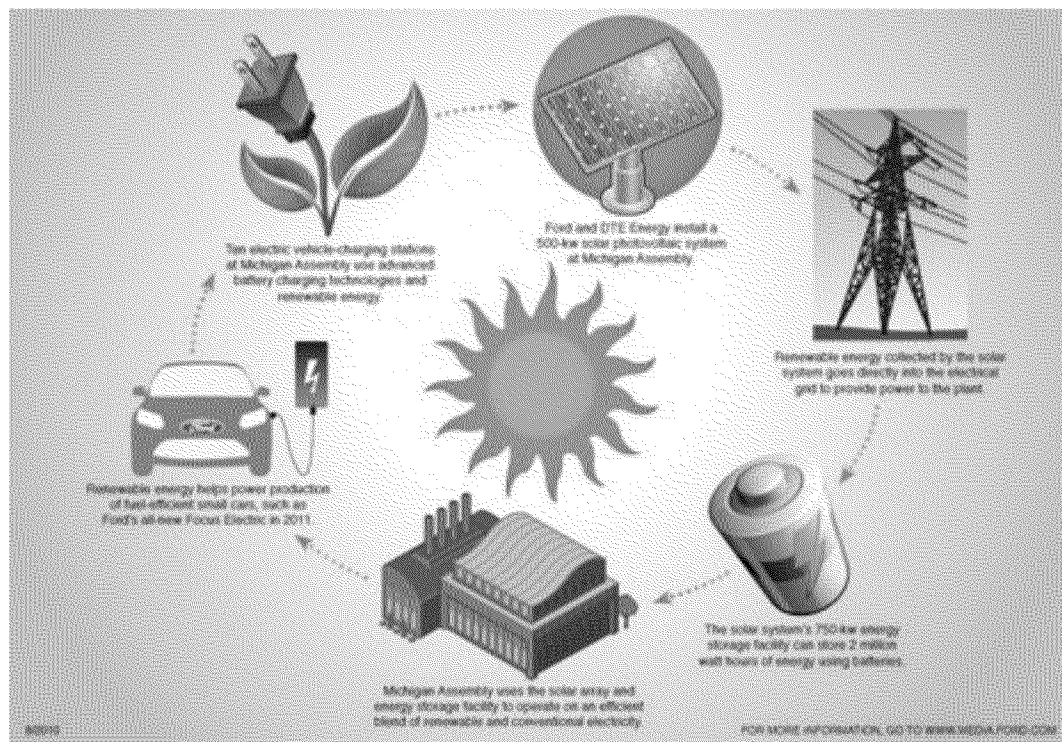 Ten electric vehicle-charging stations
at Michigan Assembly use advanced
battery charging technologies and
renewable energy.
Ford and DTE Energy install a
500-kw solar photovoltaic system
at Michigan Assembly.
Renewable energy collected by the solar
system goes directly into the electrical
grid to provide power to the plant.
The solar system's 750-kw energy
storage facility can store 2 million
watt hours of energy using batteries.
Michigan Assembly uses the solar array and
energy storage facility to operate on an efficient
blend of renewable and conventional electricity.
Ford
Renewable energy helps power production
of fuel-efficient small cars, such as
Ford's all-new Focus Electric in 2011.
FOR MORE INFORMATION, GO TO WWW.MEDIA.FORD.COM